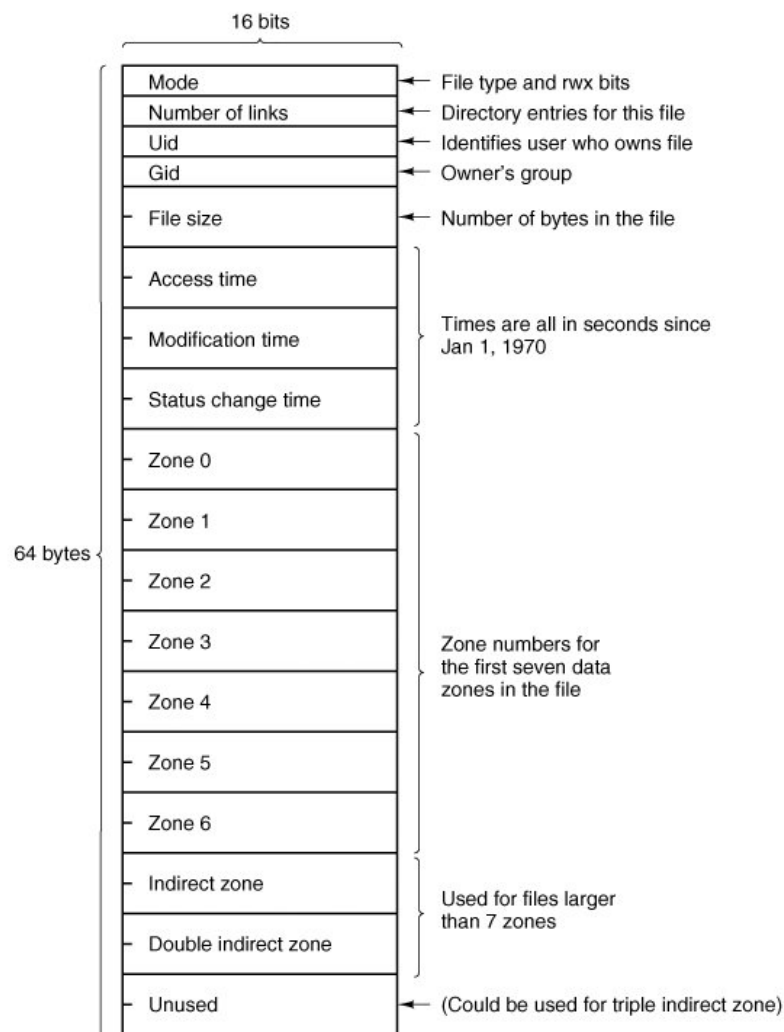 16 bits
Mode
File type and rwx bits
Number of links
Directory entries for this file
Uid
Identifies user who owns file
Gid
Owner's group
File size
Number of bytes in the file
Access time
Modification time
Status change time
Times are all in seconds since
Jan 1, 1970
Zone 0
Zone 1
64 bytes
Zone 2
Zone 3
Zone 4
Zone 5
Zone 6
Zone numbers for
the first seven data
zones in the file
Indirect zone
Double indirect zone
Used for files larger
than 7 zones
Unused
(Could be used for triple indirect zone)